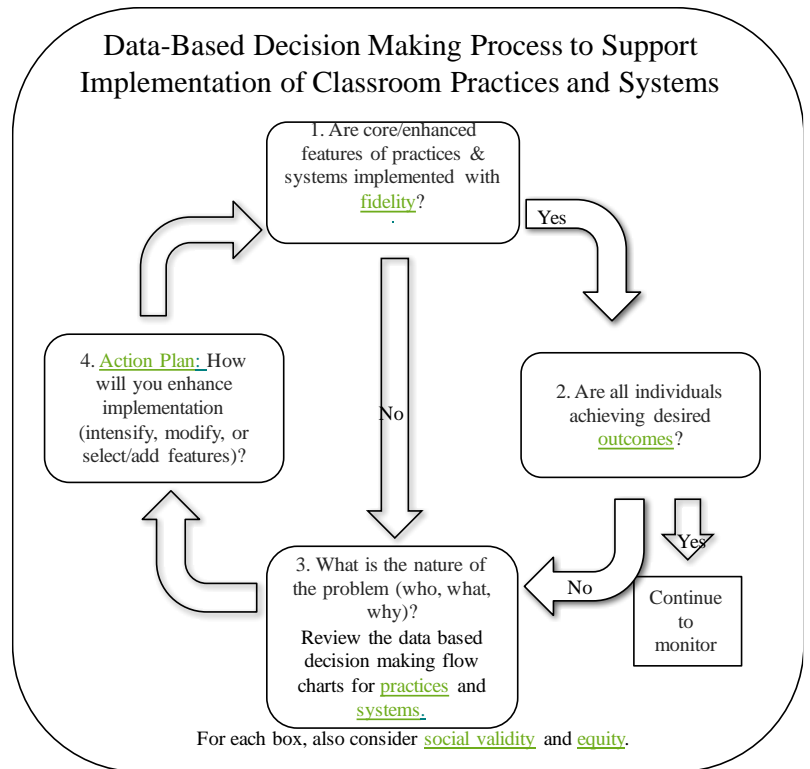 Data-Based Decision Making Process to Support
Implementation of Classroom Practices and Systems
1. Are core/enhanced
features of practices &
systems implemented with
fidelity?
.
Yes
4. Action Plan: How
will you enhance
implementation
(intensify, modify, or
select/add features)?
No
2. Are all individuals
achieving desired
outcomes?
Yes
No
3. What is the nature of
the problem (who, what,
why)?
Review the data based
decision making flow
charts for practices and
systems.
Continue
to
monitor
For each box, also consider social validity and equity.